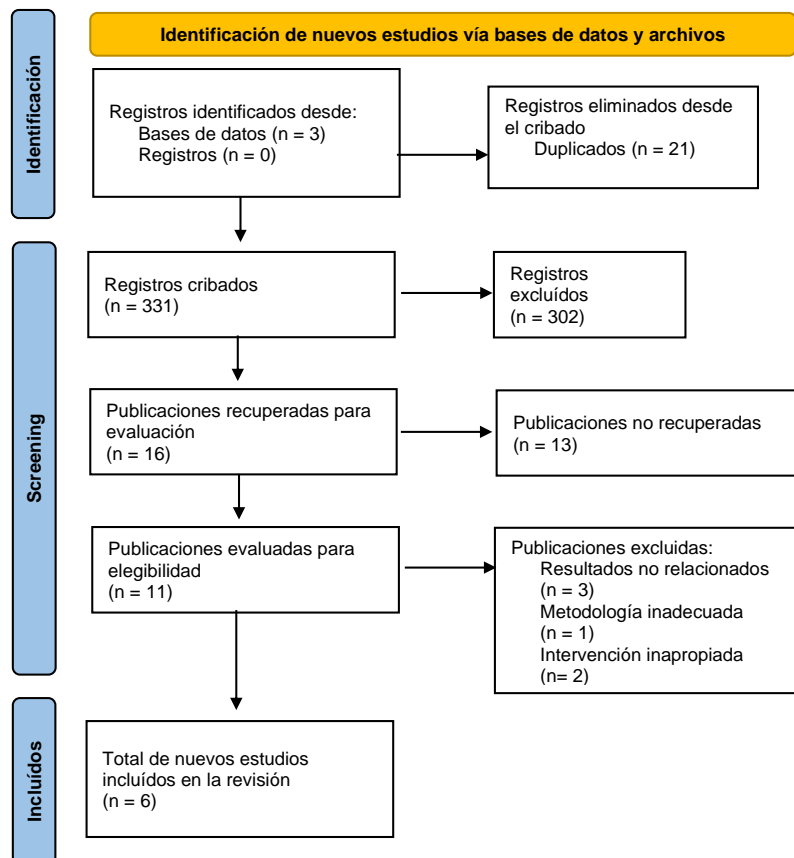 Identificación de nuevos estudios vía bases de datos y archivos
Identificación
Registros identificados desde:
Bases de datos (n = 3)
Registros (n = 0)
Registros eliminados desde
el cribado
Duplicados (n = 21)
Screening
Registros cribados
(n = 331)
Registros
excluídos
(n = 302)
Publicaciones recuperadas para
evaluación
(n = 16)
Publicaciones no recuperadas
(n = 13)
Publicaciones evaluadas para
elegibilidad
(n = 11)
Publicaciones excluidas:
Resultados no relacionados
(n = 3)
Metodología inadecuada
(n = 1)
Intervención inapropiada
(n= 2)
Incluídos
Total de nuevos estudios
incluídos en la revisión
(n = 6)